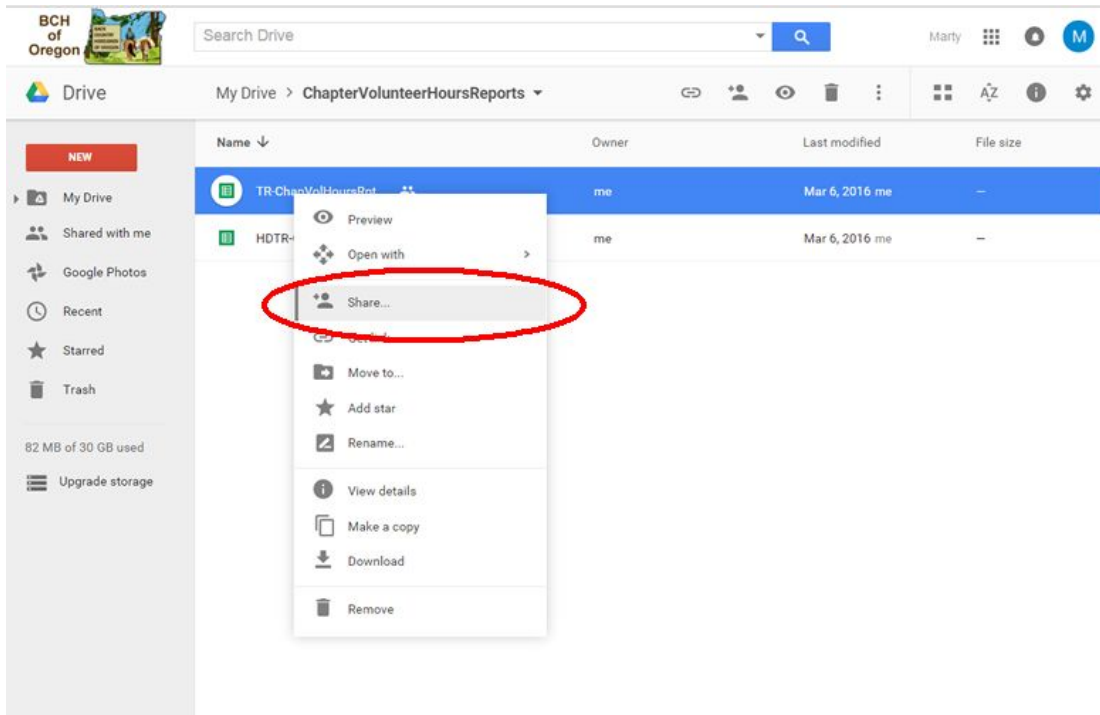 BCH
of
Oregon
Search Drive
Marty
M
Drive
My Drive > ChapterVolunteerHoursReports
AZ
Name
Owner
Last modified
File size
NEW
My Drive
Shared with me
Google Photos
Recent
Starred
Trash
82 MB of 30 GB used
Upgrade storage
TR-ChapVolHoursRpt
me
Mar 6, 2016 me
–
HDTR-
me
Mar 6, 2016 me
–
Preview
Open with
Share...
Move to...
Add star
Rename...
View details
Make a copy
Download
Remove